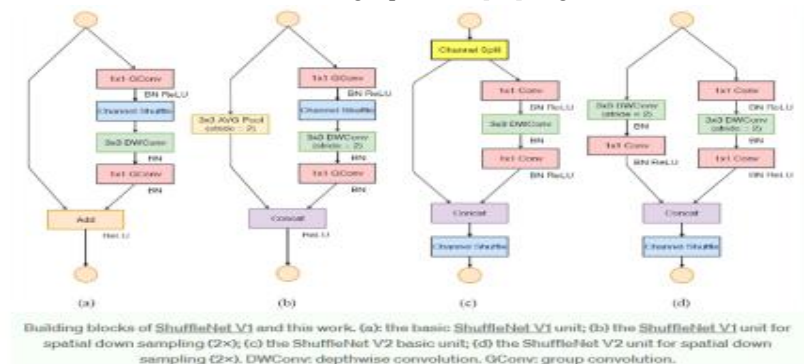 1x1 GConv
BN ReLU
Channel Shuffle
3x3 DWConv
BN
1x1 GConv
BN
Add
ReLU
(a)
1x1 GConv
BN ReLU
3x3 AVG Pool
(stride = 2)
Channel Shuffle
3x3 DWConv
(stride = 2)
BN
1x1 GConv
BN
Concat
ReLU
(b)
Channel Split
1x1 Conv
BN ReLU
3x3 DWConv
BN
1x1 Conv
BN ReLU
Concat
Channel Shuffle
(c)
1x1 Conv
BN ReLU
3x3 DWConv
(stride = 2)
BN
1x1 Conv
BN ReLU
3x3 DWConv
(stride = 2)
BN
1x1 Conv
BN ReLU
Concat
Channel Shuffle
(d)
Building blocks of ShuffleNet V1 and this work. (a): the basic ShuffleNet V1 unit; (b) the ShuffleNet V1 unit for
spatial down sampling (2×); (c) the ShuffleNet V2 basic unit; (d) the ShuffleNet V2 unit for spatial down
sampling (2×). DWConv: depthwise convolution. GConv: group convolution.